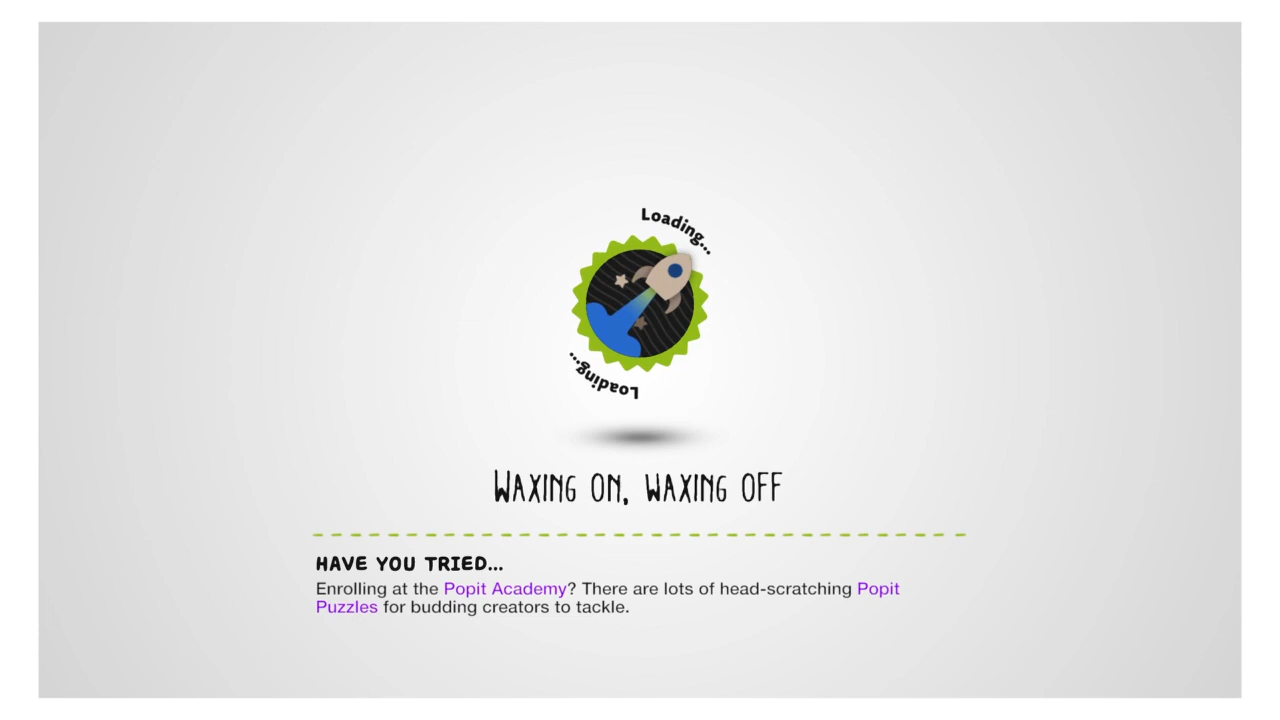 Loading...
Loading...
Waxing on, waxing off
HAVE YOU TRIED...
Enrolling at the Popit Academy? There are lots of head-scratching Popit
Puzzles for budding creators to tackle.